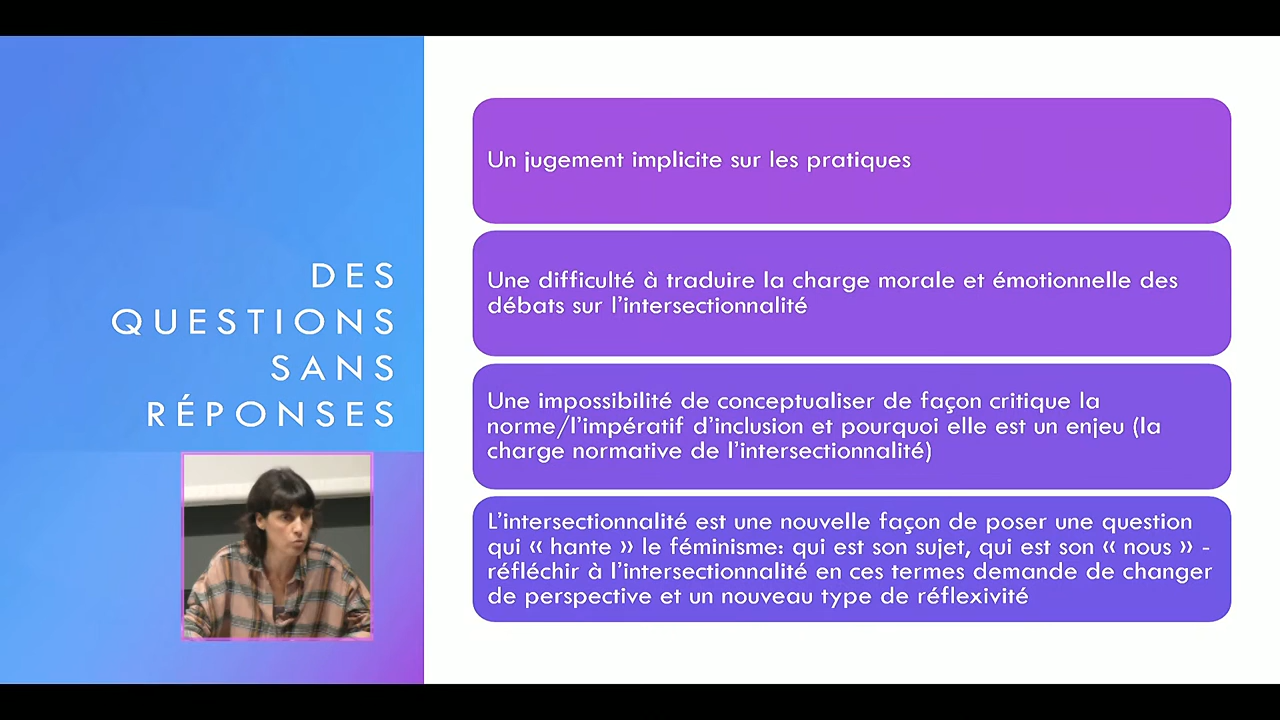 DES
QUESTIONS
SANS
RÉPONSES
Un jugement implicite sur les pratiques
Une difficulté à traduire la charge morale et émotionnelle des
débats sur l'intersectionnalité
Une impossibilité de conceptualiser de façon critique la
norme/l'impératif d'inclusion et pourquoi elle est un enjeu (la
charge normative de l'intersectionnalité)
L'intersectionnalité est une nouvelle façon de poser une question
qui « hante » le féminisme: qui est son sujet, qui est son « nous » -
réfléchir à l'intersectionnalité en ces termes demande de changer
de perspective et un nouveau type de réflexivité